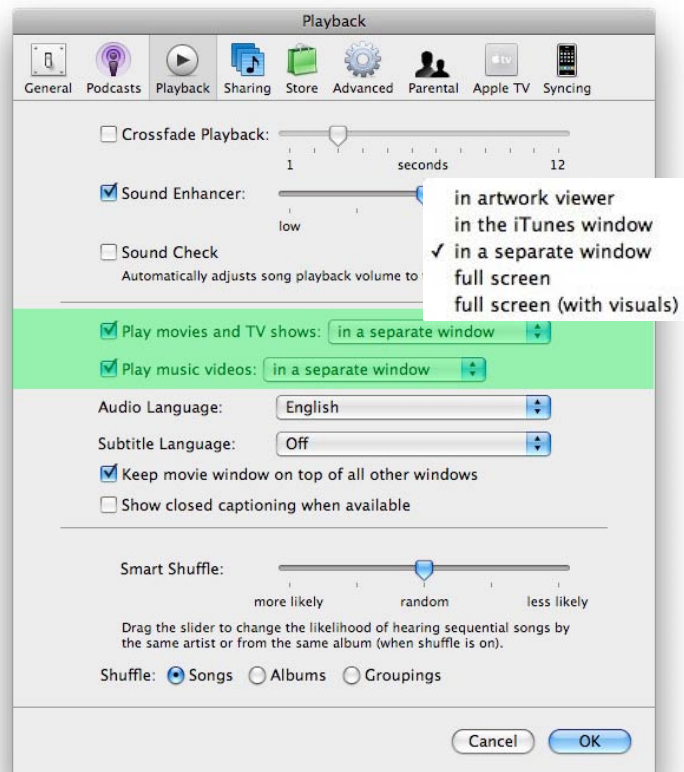 Playback
General Podcasts Playback Sharing Store Advanced Parental Apple TV Syncing
Crossfade Playback:
1 seconds 12
Sound Enhancer:
low
Sound Check
Automatically adjusts song playback volume to
in artwork viewer
in the iTunes window
✓ in a separate window
full screen
full screen (with visuals)
Play movies and TV shows: in a separate window
Play music videos: in a separate window
Audio Language: English
Subtitle Language: Off
Keep movie window on top of all other windows
Show closed captioning when available
Smart Shuffle:
more likely random less likely
Drag the slider to change the likelihood of hearing sequential songs by
the same artist or from the same album (when shuffle is on).
Shuffle: Songs Albums Groupings
Cancel OK